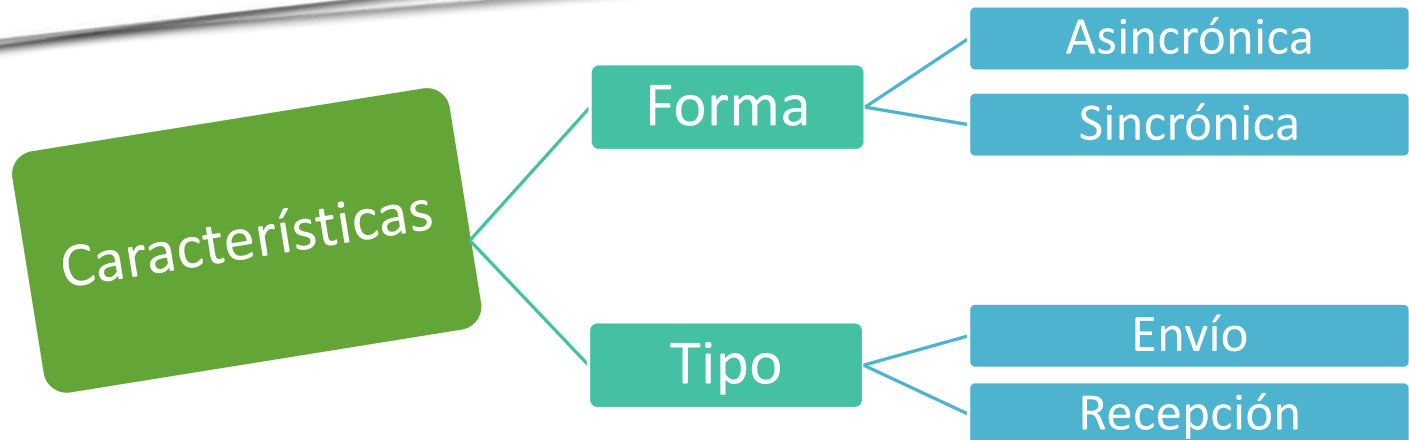 Características
Forma
Asincrónica
Sincrónica
Tipo
Envío
Recepción